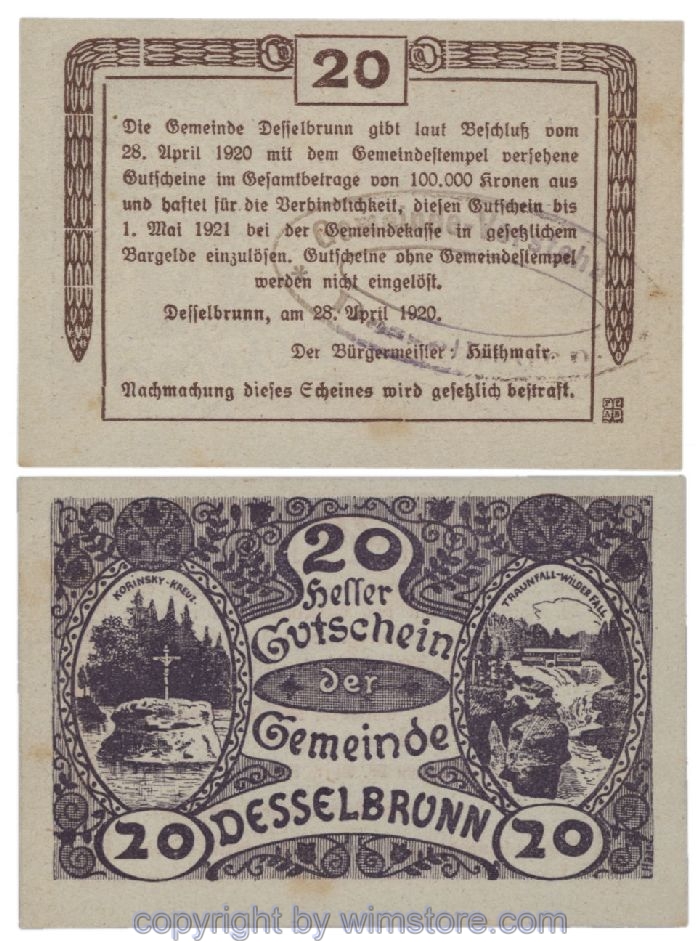 20
Die Gemeinde Desselbrunn gibt laut Beschluß vom
28. April 1920 mit dem Gemeindestempel versehene
Gutscheine im Gesamtbetrage von 100.000 Kronen aus
und haftet für die Verbindlichkeit, diesen Gutschein bis
1. Mai 1921 bei der Gemeindekasse in gesetzlichem
Bargelde einzulösen. Gutscheine ohne Gemeindestempel
werden nicht eingelöst.
Desselbrunn, am 28. April 1920.
Der Bürgermeister: Hüthmair.
Nachmachung dieses Scheines wird gesetzlich bestraft.
Gemeinde
20
Heller
Gutschein
der
Gemeinde
DESSELBRUNN
KORINSKY-KREUZ.
TRAUNFALL-WILDER FALL
20
20
copyright by wimstore.com